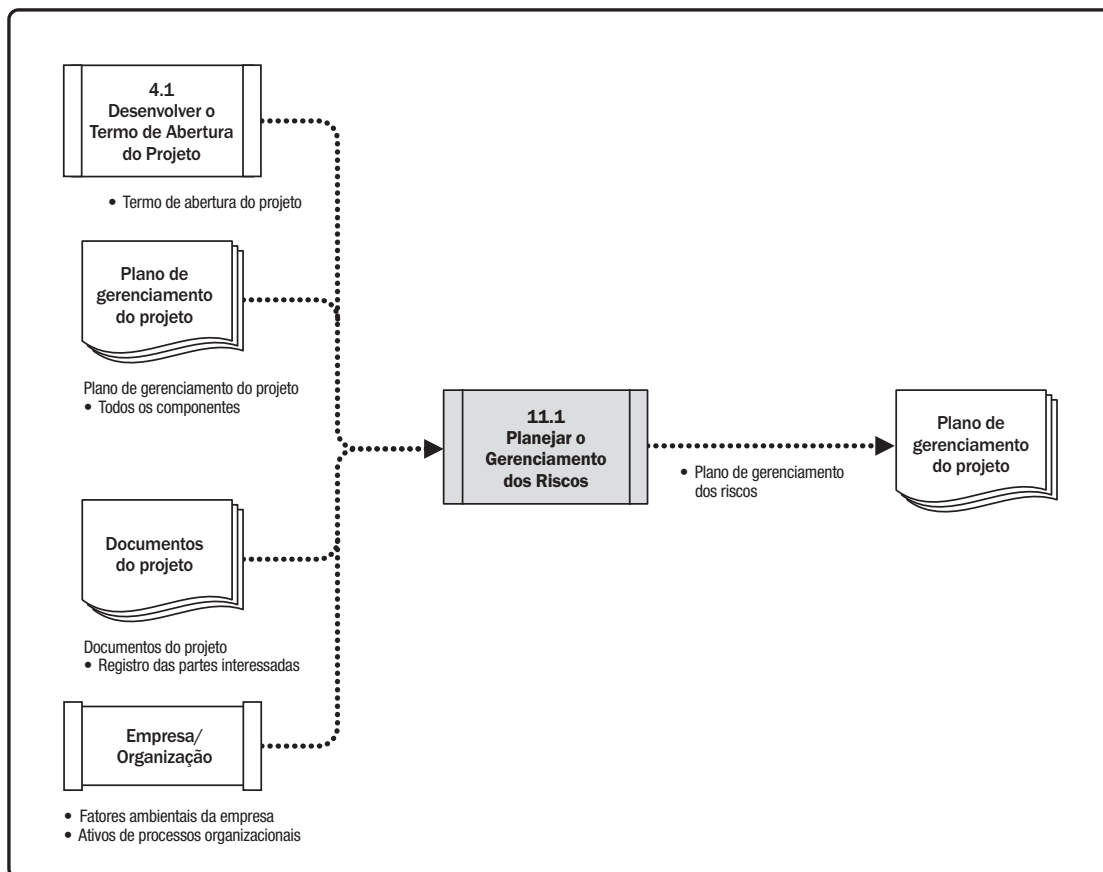 4.1
Desenvolver o
Termo de Abertura
do Projeto
• Termo de abertura do projeto
Plano de
gerenciamento
do projeto
Plano de gerenciamento do projeto
• Todos os componentes
Documentos
do projeto
Documentos do projeto
• Registro das partes interessadas
Empresa/
Organização
• Fatores ambientais da empresa
• Ativos de processos organizacionais
11.1
Planejar o
Gerenciamento
dos Riscos
• Plano de gerenciamento
dos riscos
Plano de
gerenciamento
do projeto